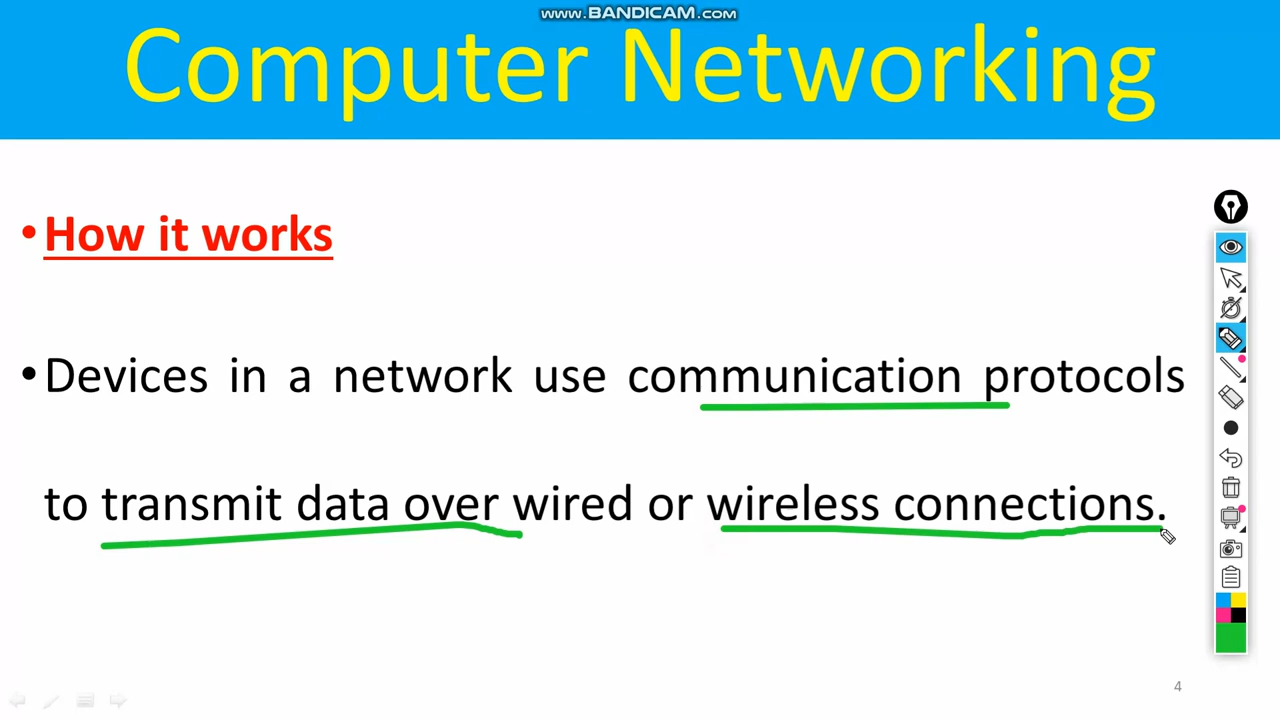 www.BANDICAM.com
Computer Networking
•How it works
•Devices in a network use communication protocols
to transmit data over wired or wireless connections.
4